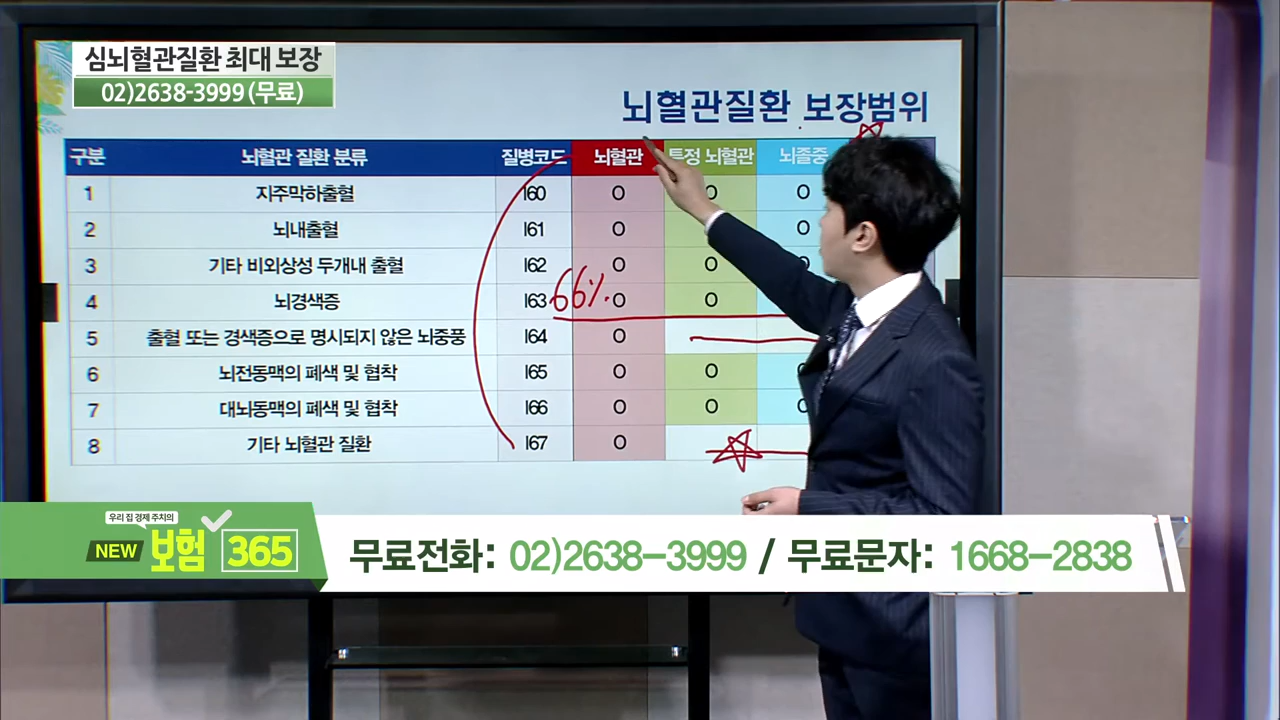 심뇌혈관질환 최대 보장
02)2638-3999 (무료)
뇌혈관질환 보장범위
구분 뇌혈관 질환 분류 질병코드 뇌혈관 특정 뇌혈관 뇌졸중
1 지주막하출혈 I60 O O O
2 뇌내출혈 I61 O O
3 기타 비외상성 두개내 출혈 I62 O O O
4 뇌경색증 I63 66% O O
5 출혈 또는 경색증으로 명시되지 않은 뇌중풍 I64 O
6 뇌전동맥의 폐색 및 협착 I65 O O O
7 대뇌동맥의 폐색 및 협착 I66 O O O
8 기타 뇌혈관 질환 I67 O
우리 집 경제 주치의
NEW 보험 365
무료전화: 02)2638-3999 / 무료문자: 1668-2838